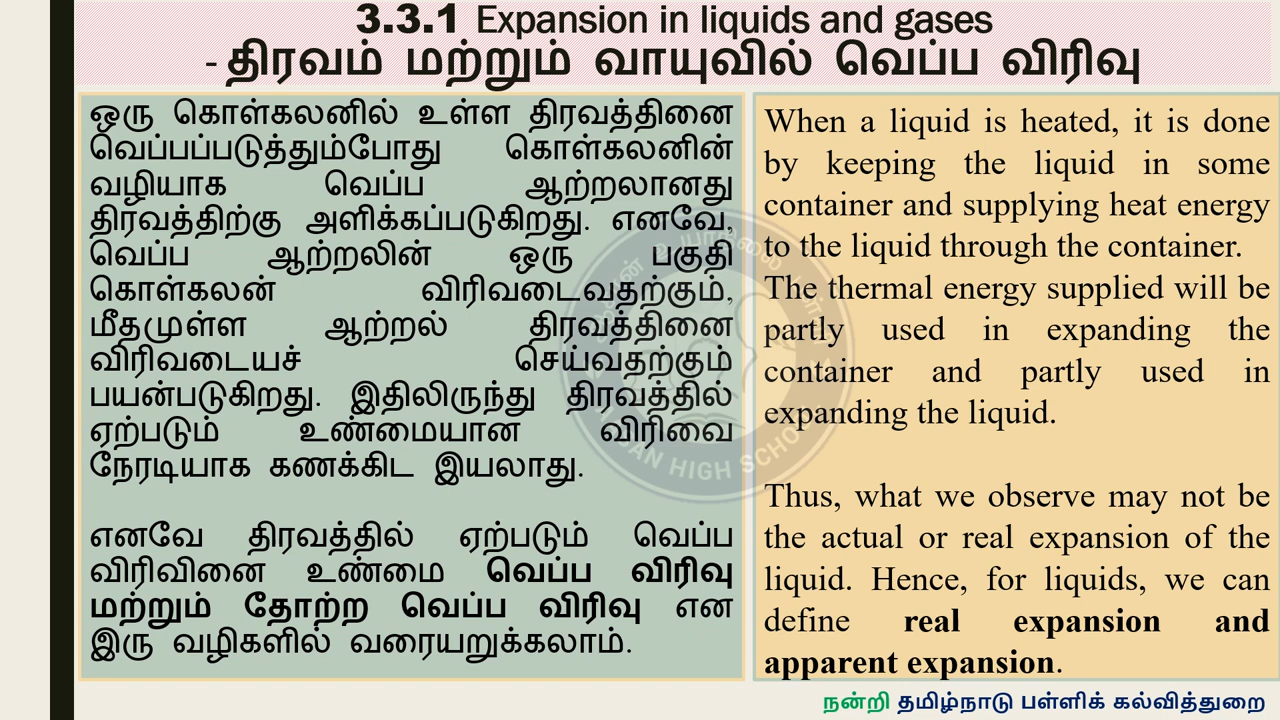 3.3.1 Expansion in liquids and gases
- திரவம் மற்றும் வாயுவில் வெப்ப விரிவு
ஒரு கொள்கலனில் உள்ள திரவத்தினை
வெப்பப்படுத்தும்போது கொள்கலனின்
வழியாக வெப்ப ஆற்றலானது
திரவத்திற்கு அளிக்கப்படுகிறது. எனவே,
வெப்ப ஆற்றலின் ஒரு பகுதி
கொள்கலன் விரிவடைவதற்கும்,
மீதமுள்ள ஆற்றல் திரவத்தினை
விரிவடையச் செய்வதற்கும்
பயன்படுகிறது. இதிலிருந்து திரவத்தில்
ஏற்படும் உண்மையான விரிவை
நேரடியாக கணக்கிட இயலாது.
எனவே திரவத்தில் ஏற்படும் வெப்ப
விரிவினை உண்மை வெப்ப விரிவு
மற்றும் தோற்ற வெப்ப விரிவு என
இரு வழிகளில் வரையறுக்கலாம்.
When a liquid is heated, it is done
by keeping the liquid in some
container and supplying heat energy
to the liquid through the container.
The thermal energy supplied will be
partly used in expanding the
container and partly used in
expanding the liquid.
Thus, what we observe may not be
the actual or real expansion of the
liquid. Hence, for liquids, we can
define real expansion and
apparent expansion.
HIGH
நன்றி தமிழ்நாடு பள்ளிக் கல்வித்துறை